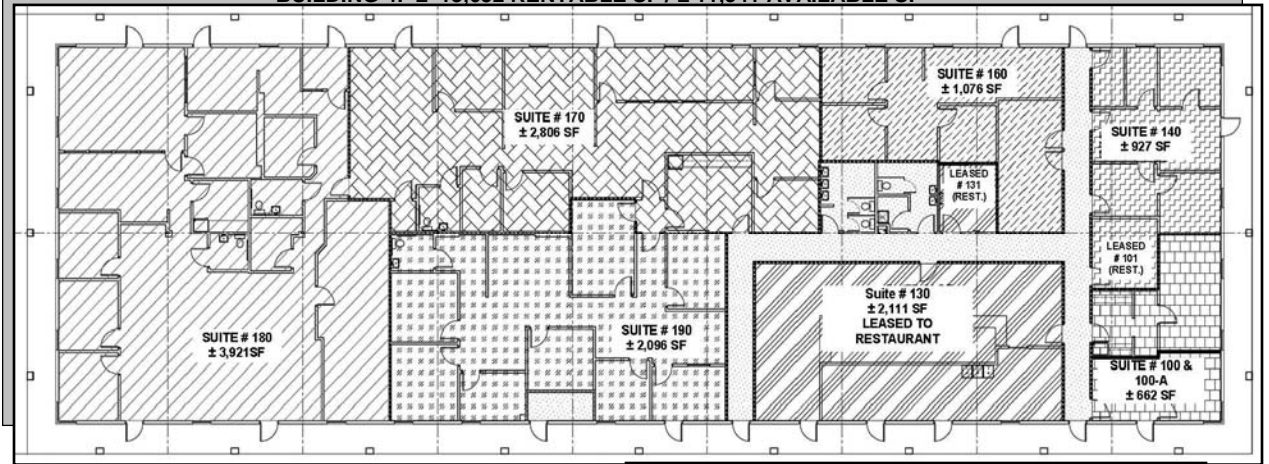 SUITE # 160
± 1,076 SF
SUITE # 170
± 2,806 SF
SUITE # 140
± 927 SF
LEASED
# 131
(REST.)
LEASED
# 101
(REST.)
Suite # 130
± 2,111 SF
LEASED TO
RESTAURANT
SUITE # 180
± 3,921SF
SUITE # 190
± 2,096 SF
SUITE # 100 &
100-A
± 662 SF